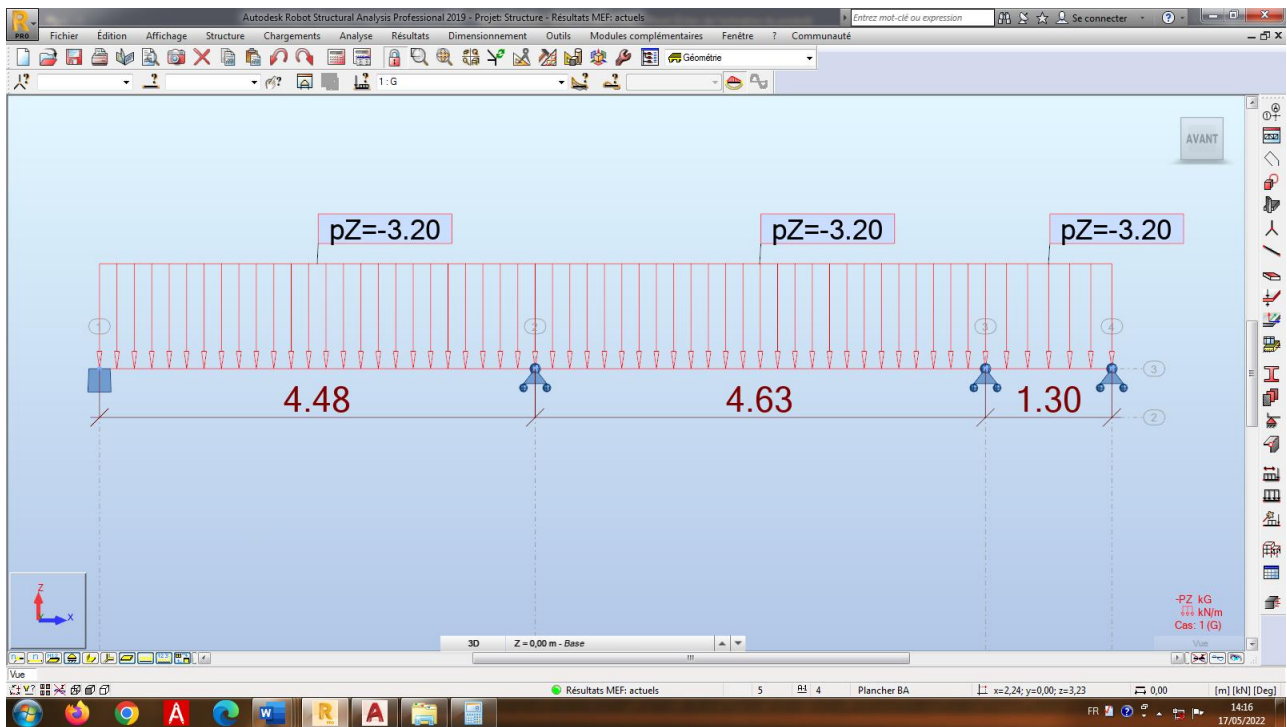 Autodesk Robot Structural Analysis Professional 2019 - Projet: Structure - Résultats MEF: actuels
Entrez mot-clé ou expression
Se connecter
PRO
Fichier Édition Affichage Structure Chargements Analyse Résultats Dimensionnement Outils Modules complémentaires Fenêtre ? Communauté
Géométrie
1 : G
AVANT
pZ=-3.20 pZ=-3.20 pZ=-3.20
1 2 3 4
3
4.48 4.63 1.30
2
Z
X
-PZ kG
kN/m
Cas: 1 (G)
3D Z = 0,00 m - Base
Vue
Vue
Résultats MEF: actuels 5 4 Plancher BA x=2,24; y=0,00; z=3,23 0,00 [m] [kN] [Deg]
FR 14:16
17/05/2022